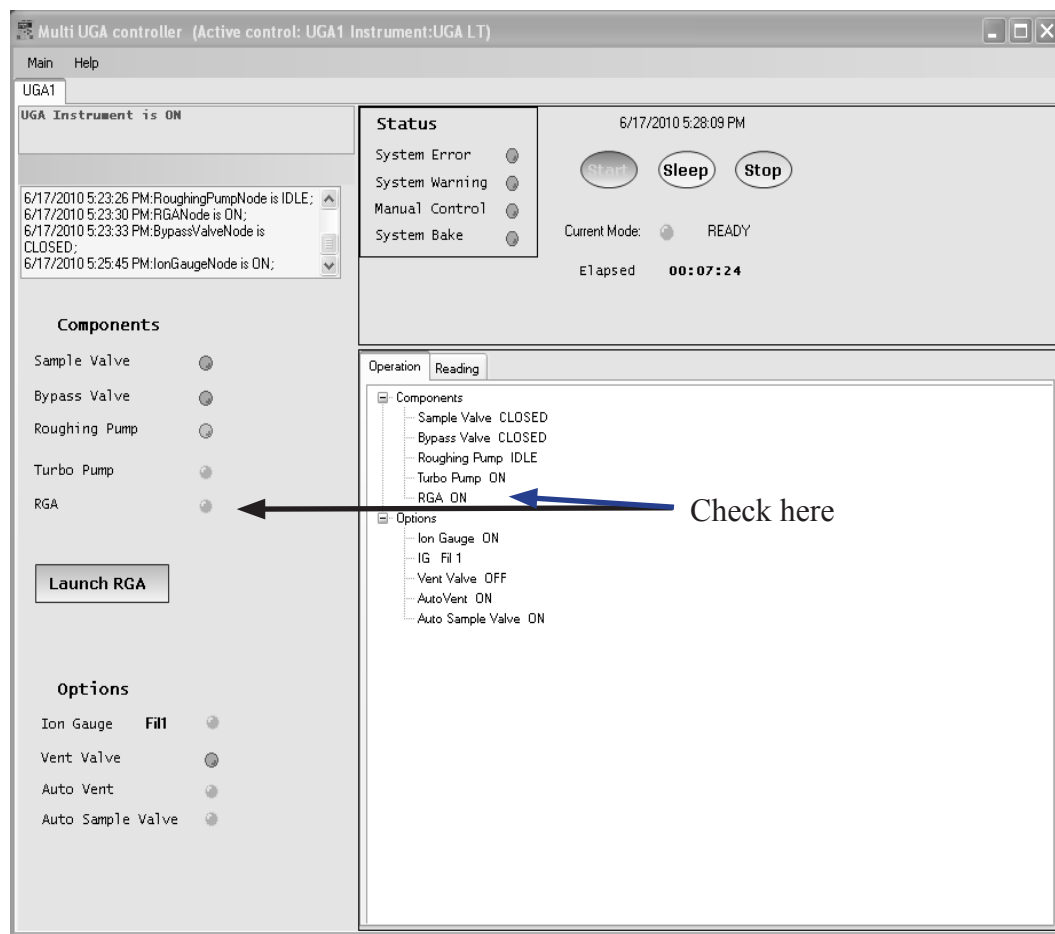 Multi UGA controller (Active control: UGA1 Instrument:UGA LT)
Main Help
UGA1
UGA Instrument is ON
6/17/2010 5:23:26 PM:RoughingPumpNode is IDLE;
6/17/2010 5:23:30 PM:RGANode is ON;
6/17/2010 5:23:33 PM:BypassValveNode is
CLOSED;
6/17/2010 5:25:45 PM:IonGaugeNode is ON;
Components
Sample Valve
Bypass Valve
Roughing Pump
Turbo Pump
RGA
Launch RGA
Options
Ion Gauge Fil1
Vent Valve
Auto Vent
Auto Sample Valve
Status
System Error
System Warning
Manual Control
System Bake
6/17/2010 5:28:09 PM
Start Sleep Stop
Current Mode: READY
Elapsed 00:07:24
Operation Reading
Components
Sample Valve CLOSED
Bypass Valve CLOSED
Roughing Pump IDLE
Turbo Pump ON
RGA ON
Options
Ion Gauge ON
IG Fil 1
Vent Valve OFF
AutoVent ON
Auto Sample Valve ON
Check here